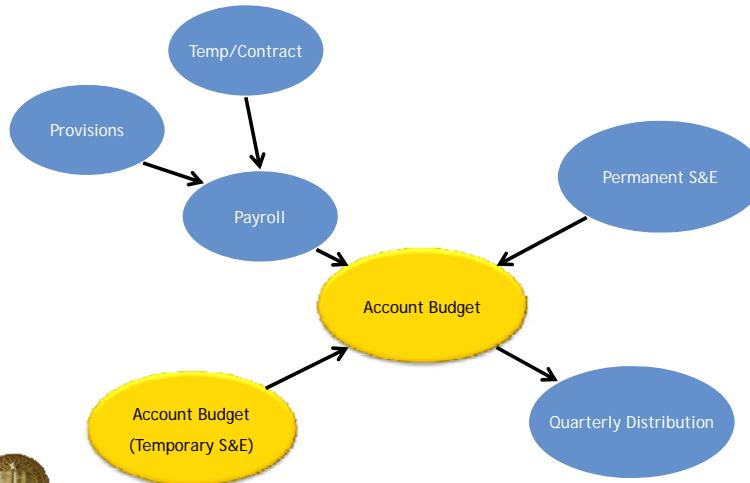 Temp/Contract
Provisions
Permanent S&E
Payroll
Account Budget
Account Budget
(Temporary S&E)
Quarterly Distribution